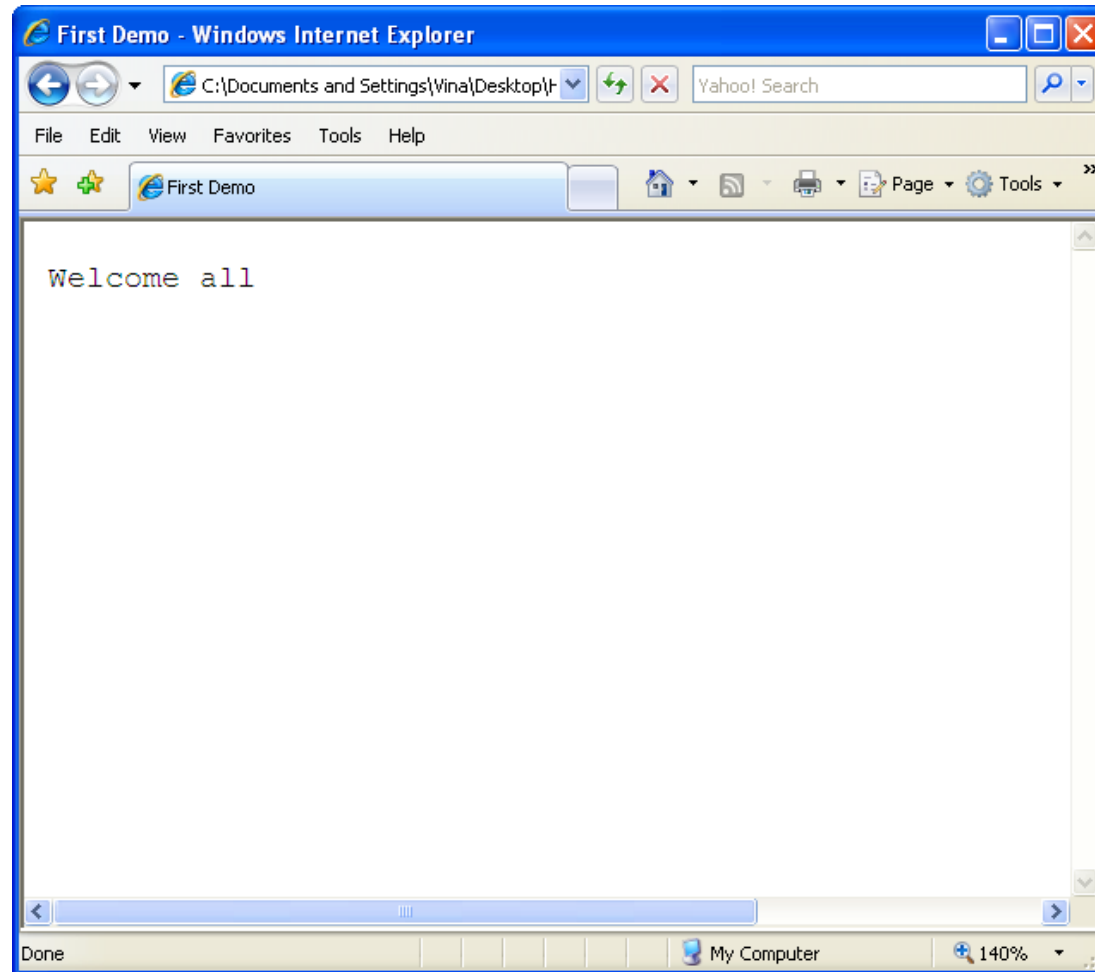 First Demo - Windows Internet Explorer
C:\Documents and Settings\Vina\Desktop\H
Yahoo! Search
File Edit View Favorites Tools Help
First Demo
Page Tools »
Welcome all
Done My Computer 140%